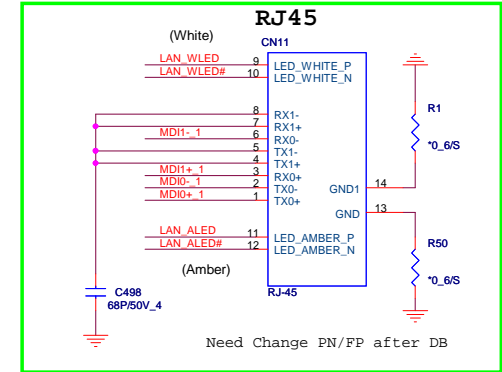 RJ45
(White)
CN11
LAN_WLED 9 LED_WHITE_P
LAN_WLED# 10 LED_WHITE_N
8 RX1-
7 RX1+
MDI1-_1 6 RX0-
5 TX1-
4 TX1+
MDI1+_1 3 RX0+
MDI0-_1 2 TX0-
MDI0+_1 1 TX0+
GND1 14
GND 13
LAN_ALED 11 LED_AMBER_P
LAN_ALED# 12 LED_AMBER_N
(Amber)
RJ-45
R1
*0_6/S
R50
*0_6/S
C498
68P/50V_4
Need Change PN/FP after DB